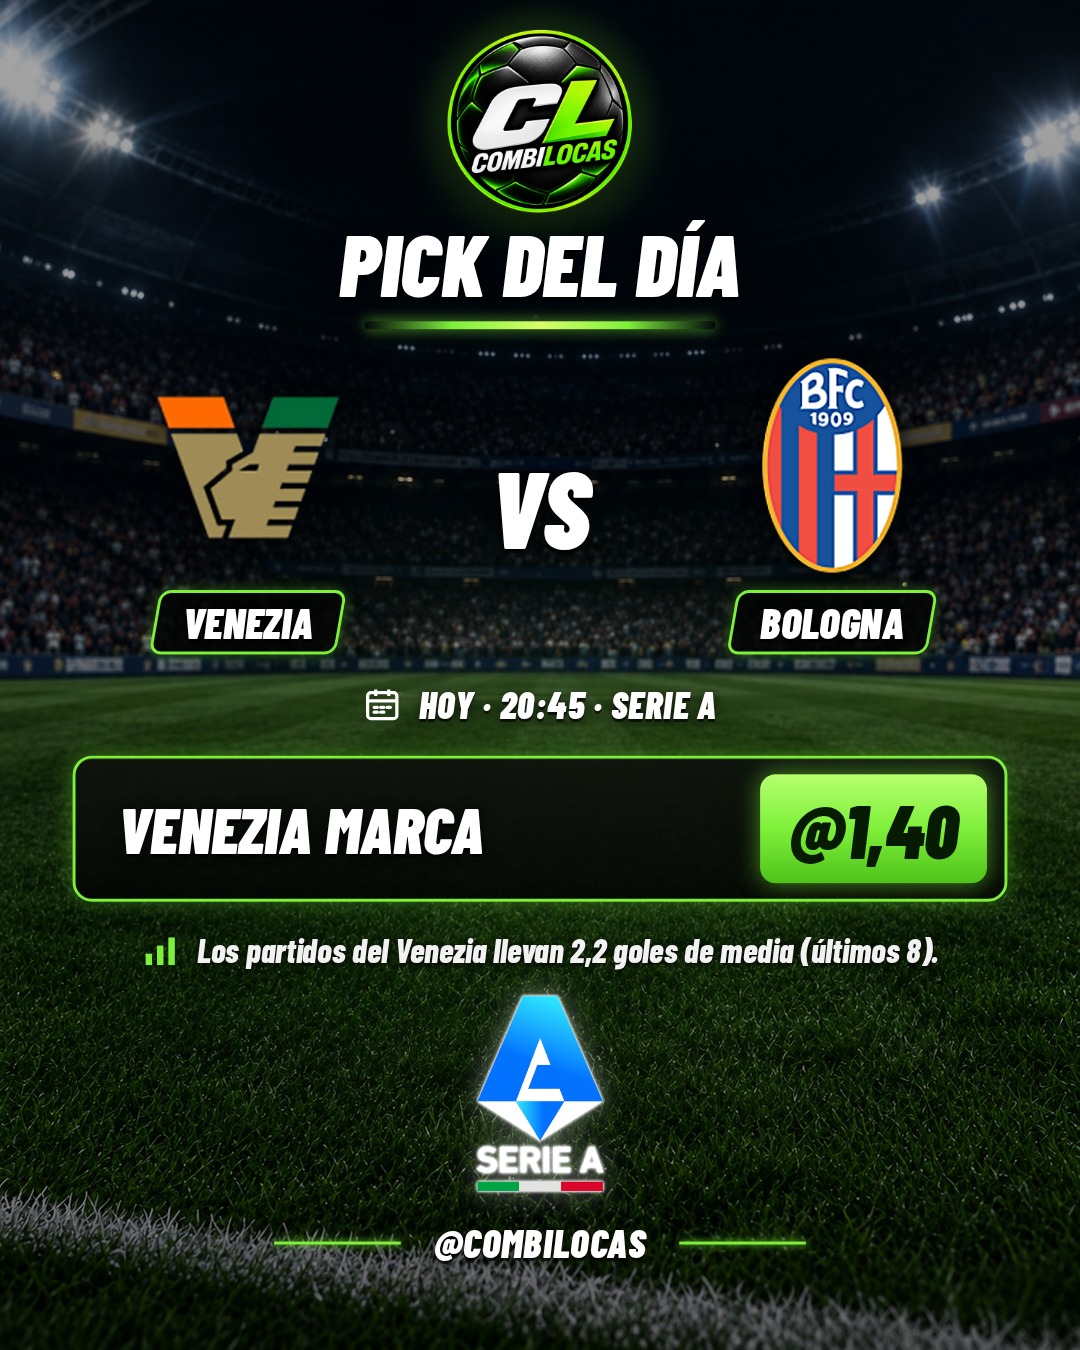 CL
COMBILOCAS
PICK DEL DÍA
BFC
1909
VS
VENEZIA
BOLOGNA
HOY · 20:45 · SERIE A
VENEZIA MARCA
@1,40
Los partidos del Venezia llevan 2,2 goles de media (últimos 8).
SERIE A
@COMBILOCAS